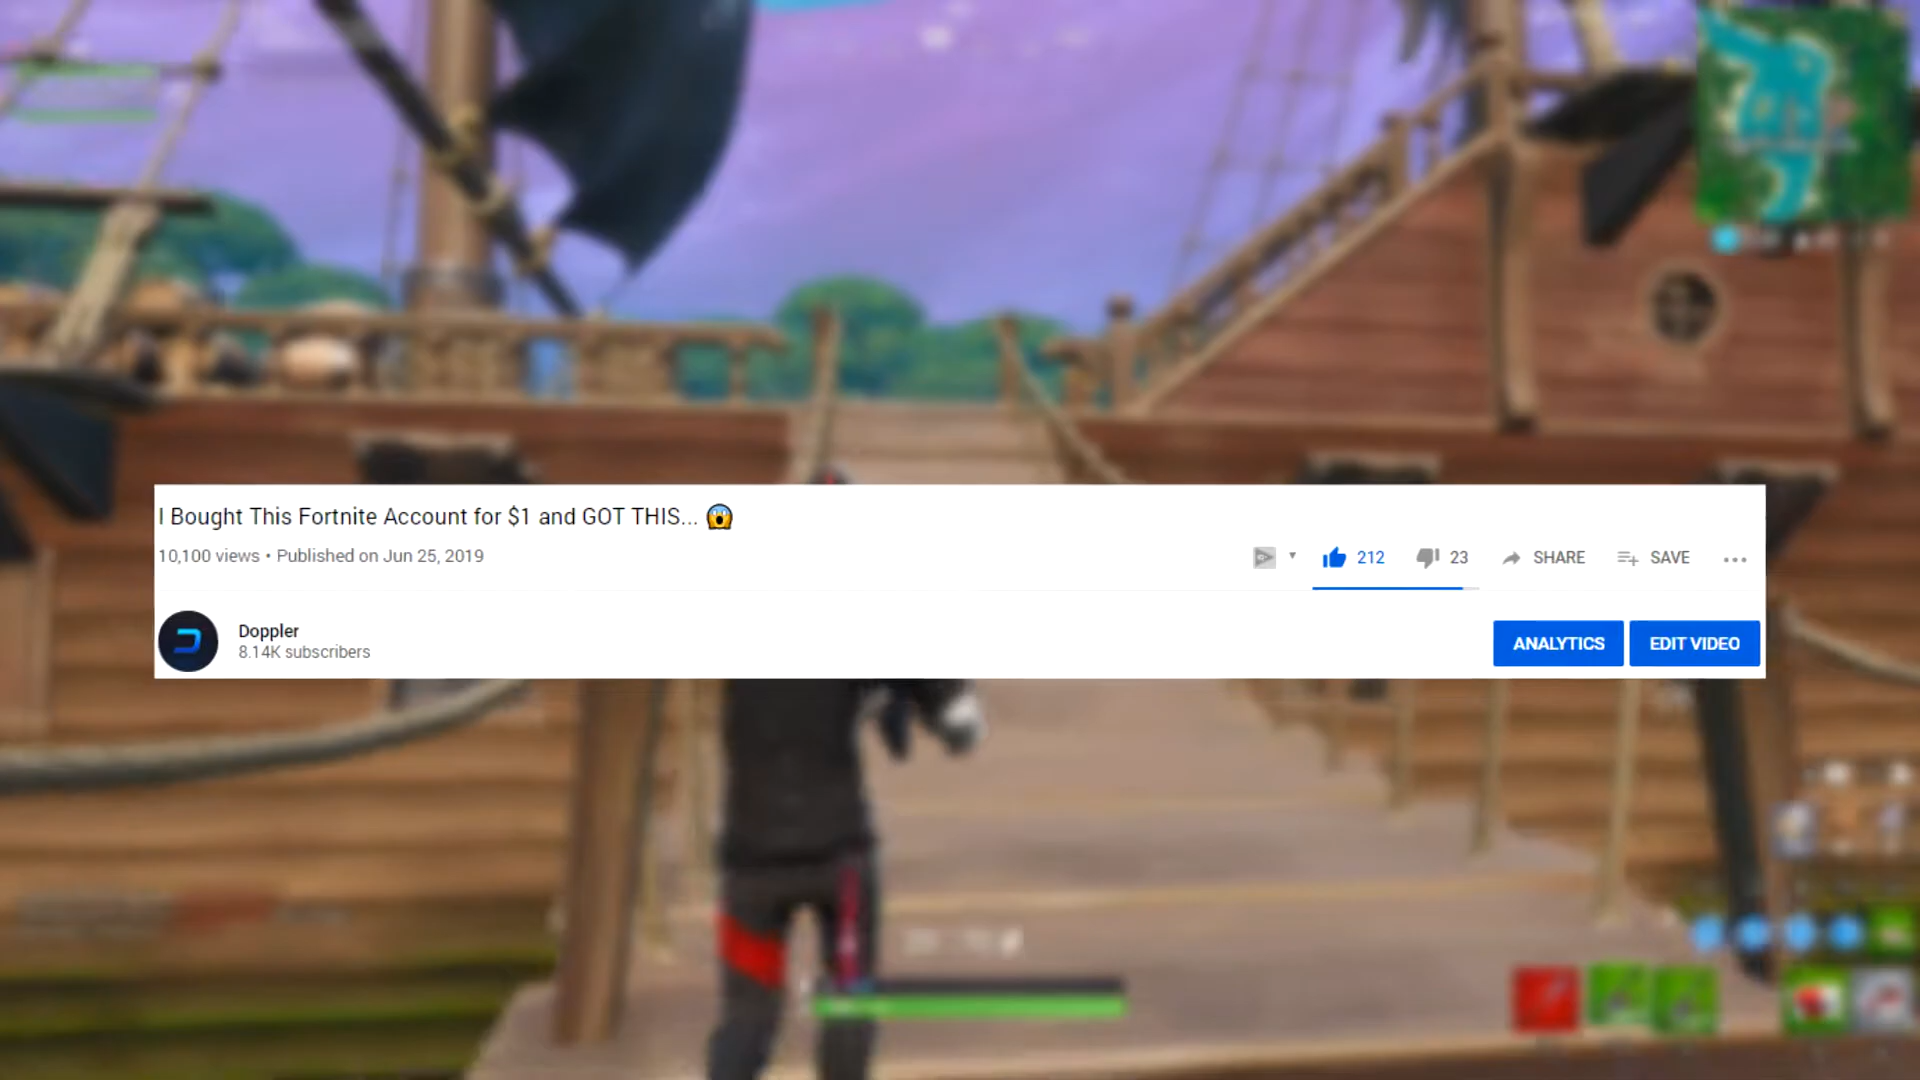 I Bought This Fortnite Account for $1 and GOT THIS... 😱
10,100 views • Published on Jun 25, 2019
212
23
SHARE
SAVE
Doppler
8.14K subscribers
ANALYTICS
EDIT VIDEO